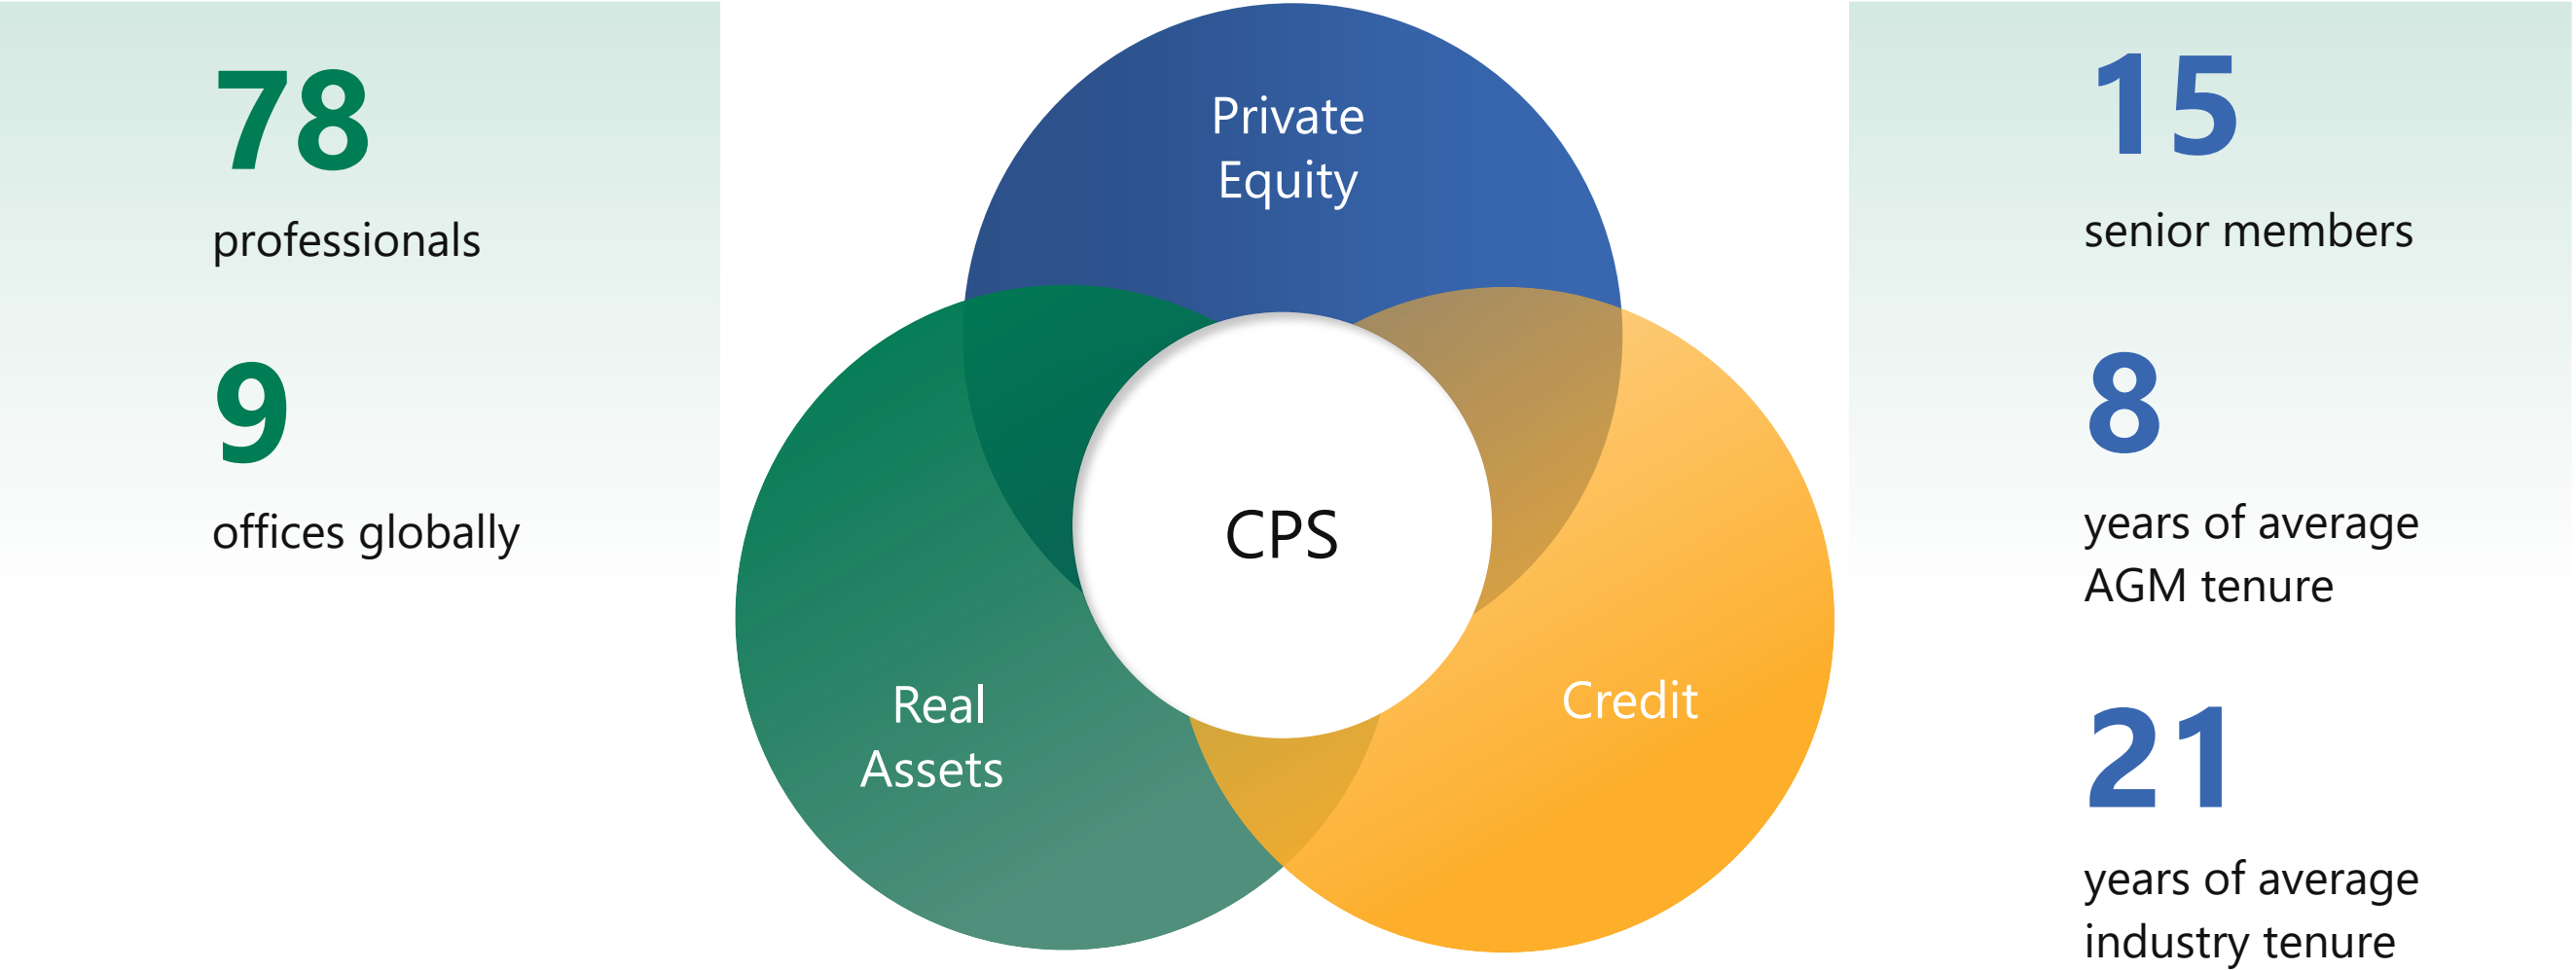 78
professionals
9
offices globally
Private
Equity
CPS
Real
Assets
Credit
15
senior members
8
years of average
AGM tenure
21
years of average
industry tenure